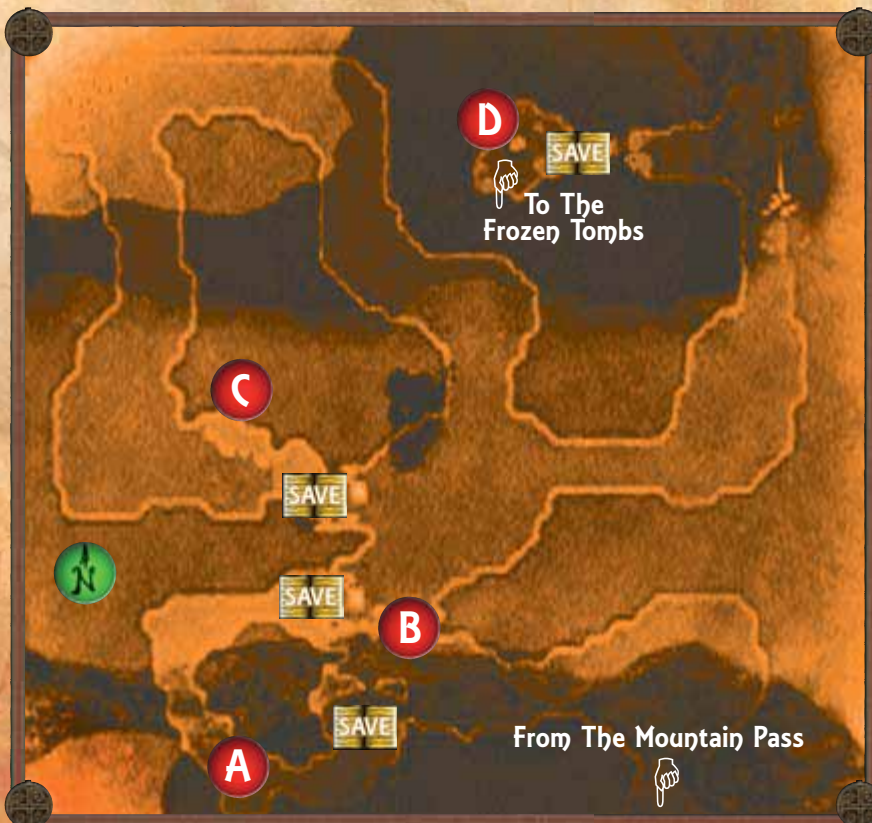 D
SAVE
To The
Frozen Tombs
C
SAVE
N
SAVE
B
SAVE
A
From The Mountain Pass